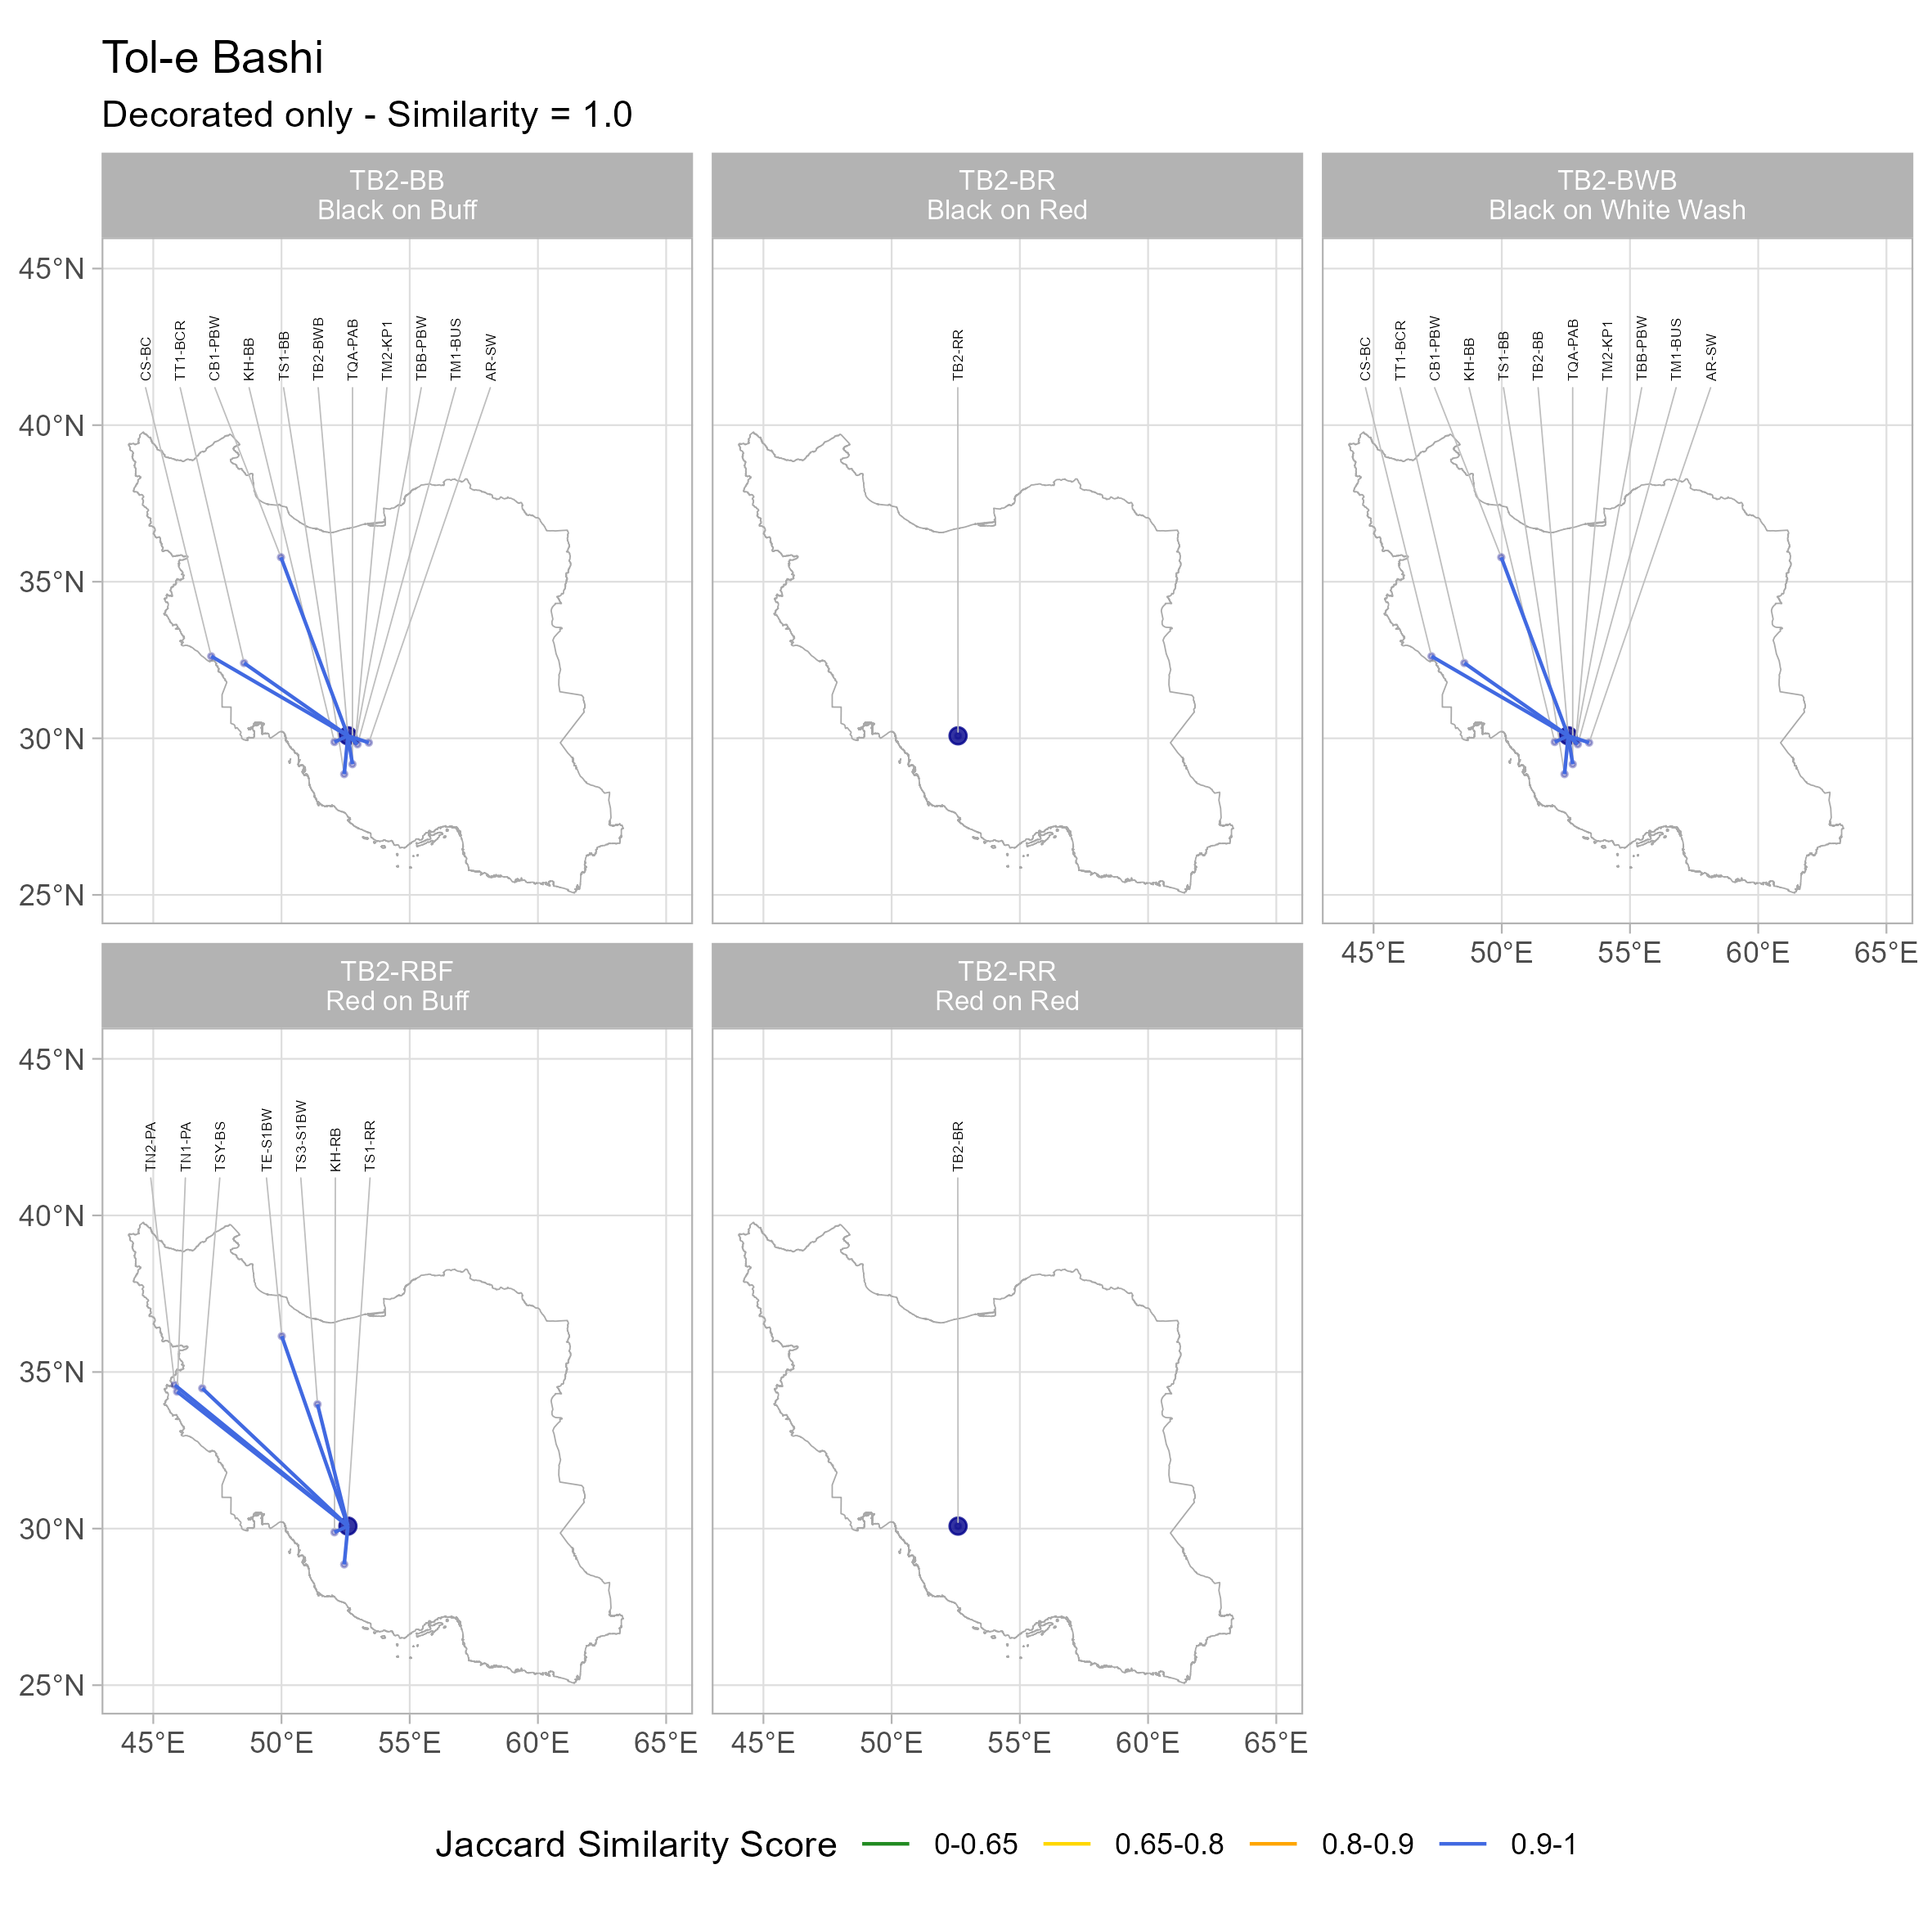 Tol-e Bashi
Decorated only - Similarity = 1.0
TB2-BB
Black on Buff
TB2-BR
Black on Red
TB2-BWB
Black on White Wash
45°N
40°N
35°N
30°N
25°N
CS-BC
TT1-BCR
CB1-PBW
KH-BB
TS1-BB
TB2-BWB
TQA-PAB
TM2-KP1
TBB-PBW
TM1-BUS
AR-SW
TB2-RR
CS-BC
TT1-BCR
CB1-PBW
KH-BB
TS1-BB
TB2-BB
TQA-PAB
TM2-KP1
TBB-PBW
TM1-BUS
AR-SW
45°E 50°E 55°E 60°E 65°E
TB2-RBF
Red on Buff
TB2-RR
Red on Red
45°N
40°N
35°N
30°N
25°N
TN2-PA
TN1-PA
TSY-BS
TE-S1BW
TS3-S1BW
KH-RB
TS1-RR
TB2-BR
45°E 50°E 55°E 60°E 65°E
45°E 50°E 55°E 60°E 65°E
Jaccard Similarity Score 0-0.65 0.65-0.8 0.8-0.9 0.9-1